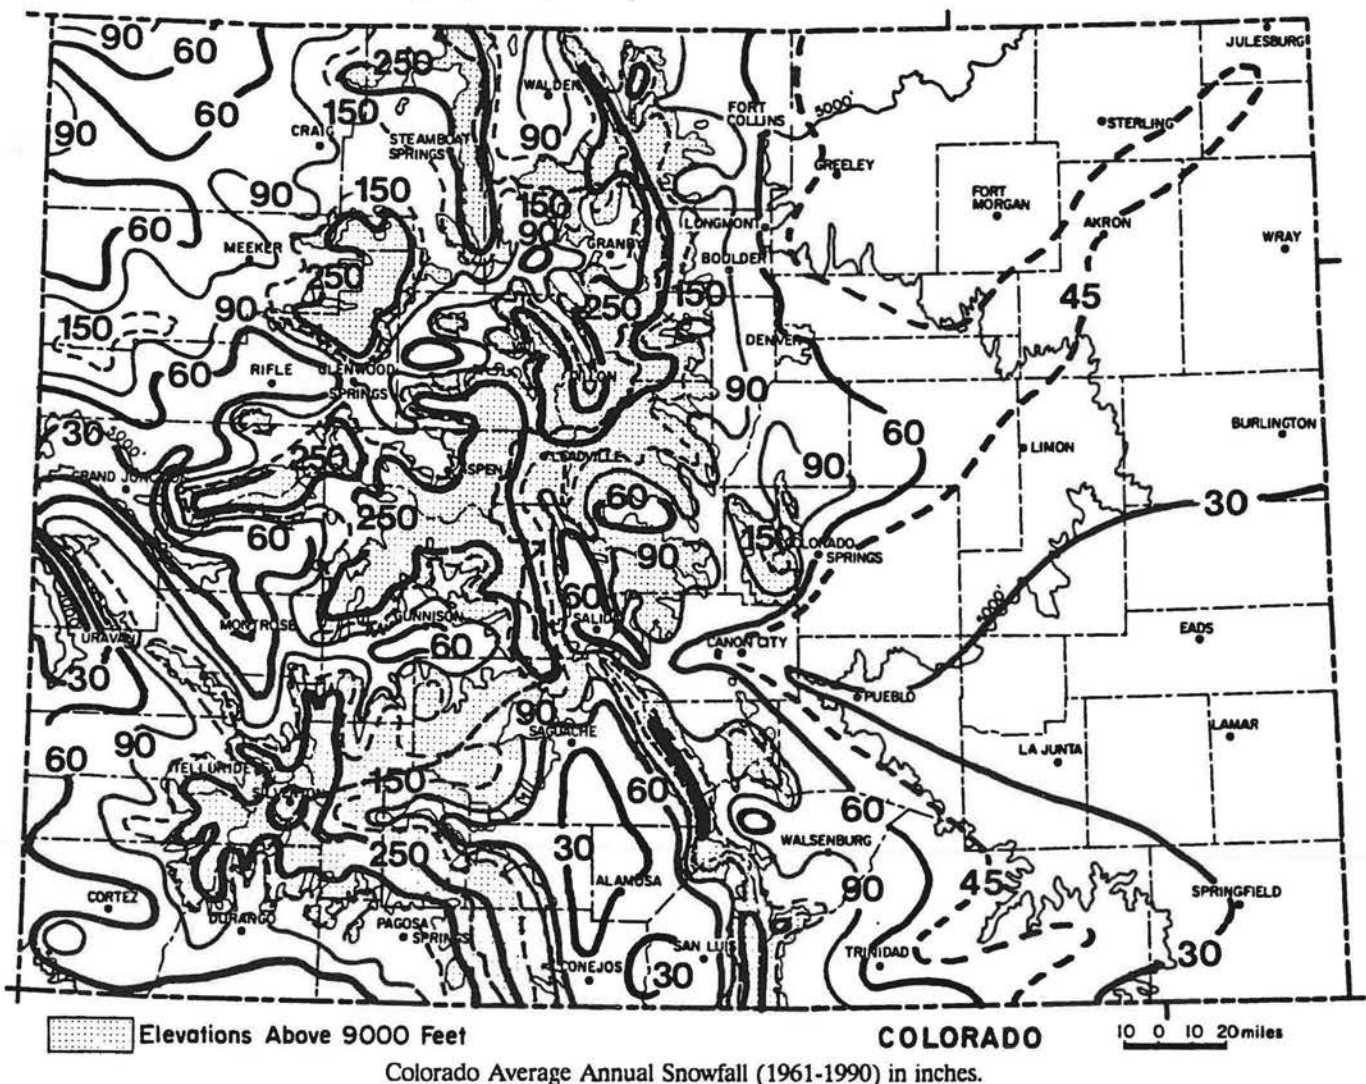 90
60
250
WALDEN
JULESBURG
60
150
FORT
COLLINS
5000'
90
CRAIG
STEAMBOAT
SPRINGS
90
STERLING
GREELEY
90
150
150
FORT
MORGAN
60
90
LONGMONT
AKRON
WRAY
MEEKER
GRANBY
BOULDER
250
90
250
150
45
150
DENVER
60
RIFLE
GLENWOOD
SPRINGS
DILLON
90
30
5000'
250
ASPEN
LEADVILLE
60
BURLINGTON
LIMON
GRAND JUNCTION
90
60
30
250
60
150
COLORADO
SPRINGS
90
60
5000'
MONTROSE
GUNNISON
SALIDA
EADS
URAVAN
60
CANON CITY
30
PUEBLO
90
90
SAGUACHE
LAMAR
60
LA JUNTA
TELLURIDE
150
SILVERTON
60
60
250
30
WALSENBURG
CORTEZ
ALAMOSA
90
45
SPRINGFIELD
DURANGO
PAGOSA
SPRINGS
SAN LUIS
TRINIDAD
30
CONEJOS
30
Elevations Above 9000 Feet
COLORADO
10 0 10 20 miles
Colorado Average Annual Snowfall (1961-1990) in inches.